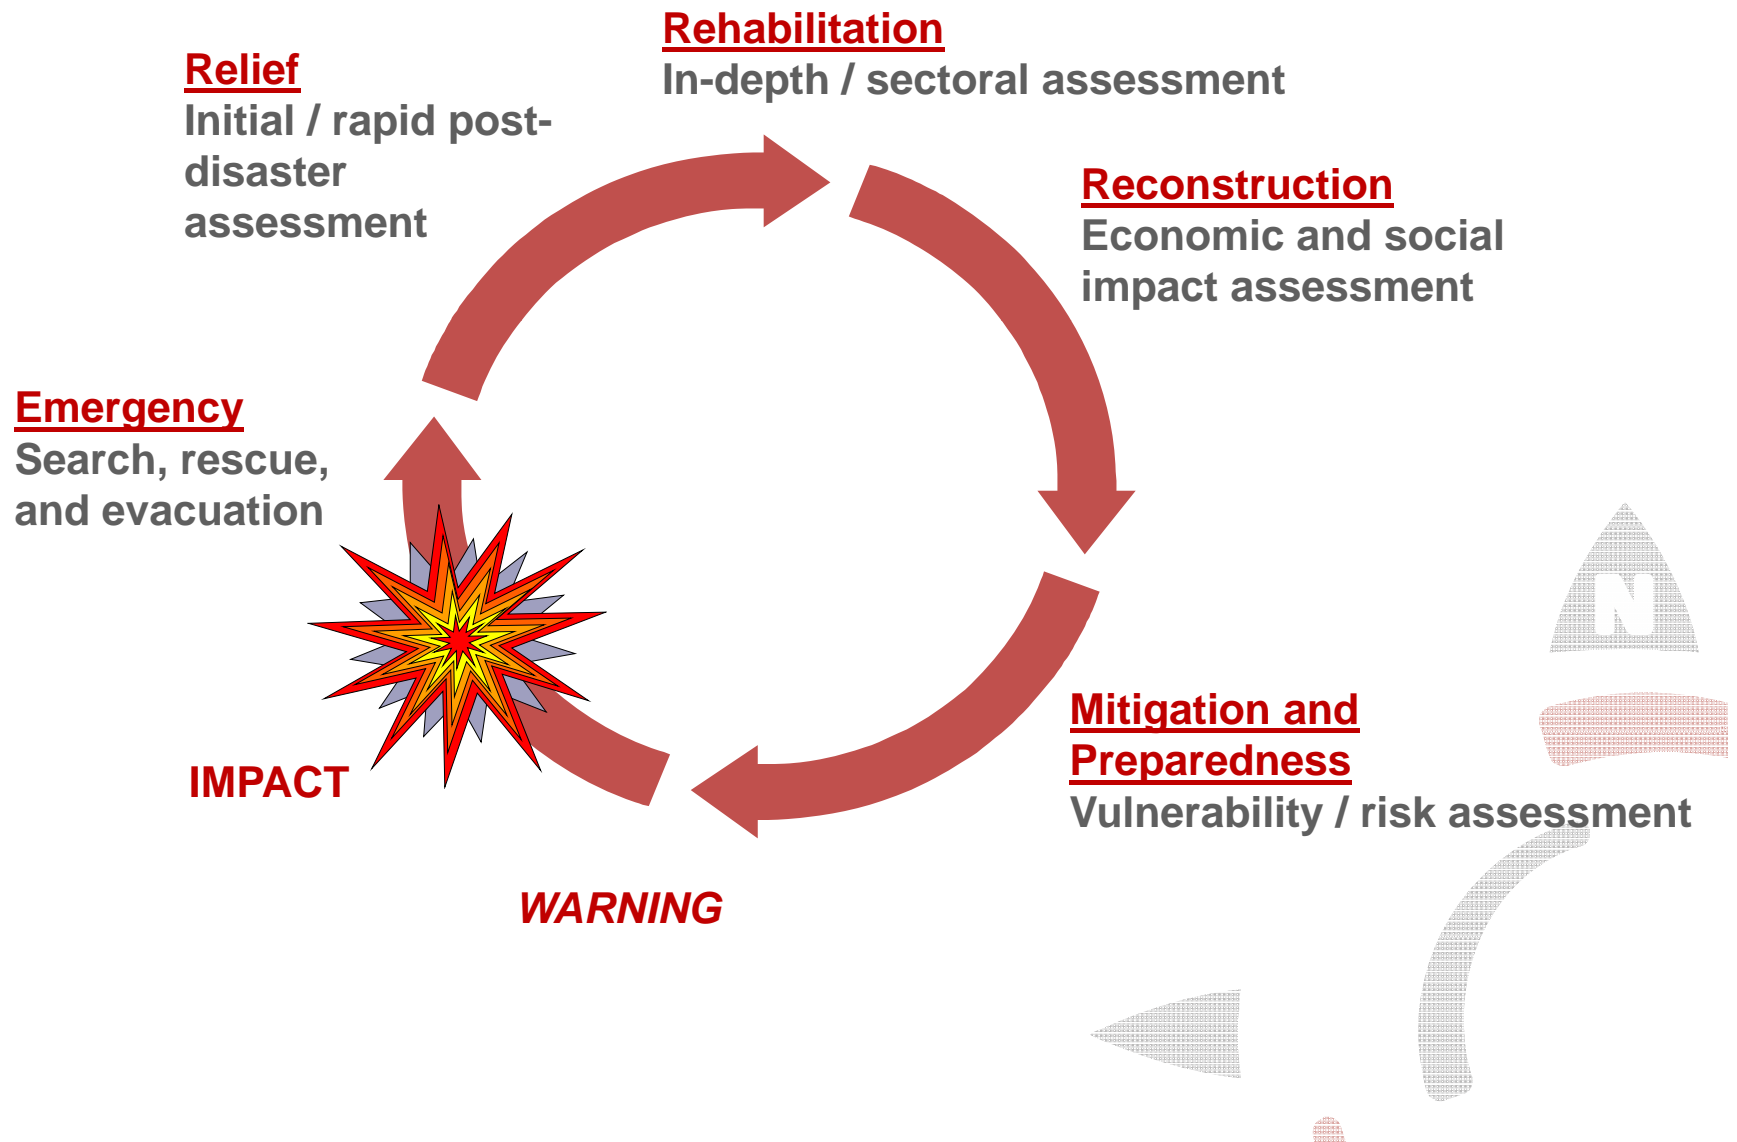 Rehabilitation
In-depth / sectoral assessment
Relief
Initial / rapid post-
disaster
assessment
Reconstruction
Economic and social
impact assessment
Emergency
Search, rescue,
and evacuation
N
Mitigation and
Preparedness
Vulnerability / risk assessment
IMPACT
WARNING